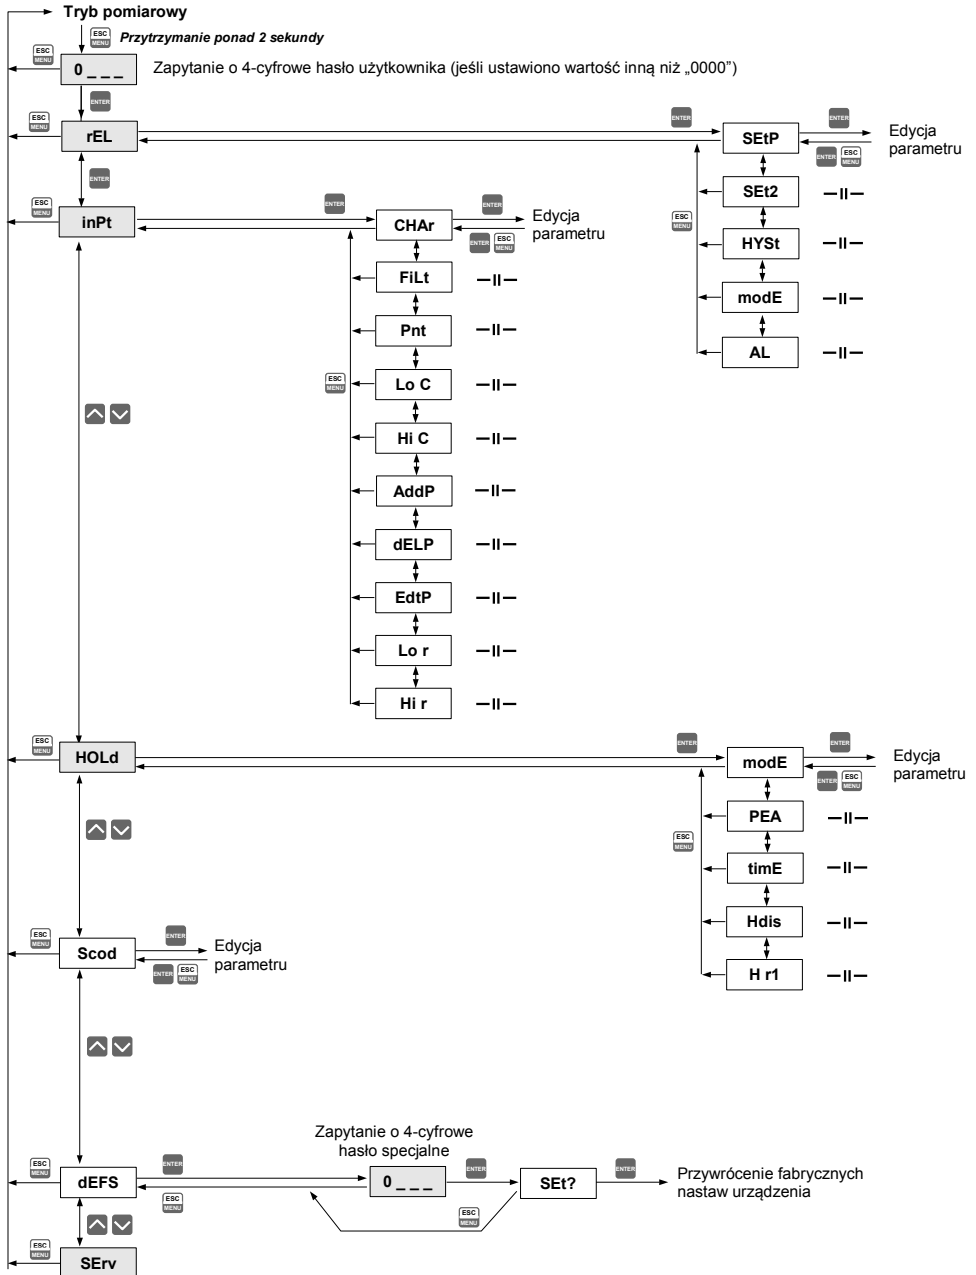 Tryb pomiarowy
ESC
MENU
Przytrzymanie ponad 2 sekundy
ESC
MENU
0 _ _ _
Zapytanie o 4-cyfrowe hasło użytkownika (jeśli ustawiono wartość inną niż „0000”)
ENTER
ESC
MENU
rEL
ENTER
SEtP
ENTER
ENTER
ESC
MENU
Edycja
parametru
ENTER
SEt2
—II—
ESC
MENU
HYSt
—II—
modE
—II—
AL
—II—
ESC
MENU
inPt
ENTER
CHAr
ENTER
ENTER
ESC
MENU
Edycja
parametru
FiLt
—II—
Pnt
—II—
ESC
MENU
Lo C
—II—
Hi C
—II—
AddP
—II—
dELP
—II—
EdtP
—II—
Lo r
—II—
Hi r
—II—
ESC
MENU
HOLd
ENTER
modE
ENTER
ENTER
ESC
MENU
Edycja
parametru
PEA
—II—
ESC
MENU
timE
—II—
Hdis
—II—
H r1
—II—
ESC
MENU
Scod
ENTER
ENTER
ESC
MENU
Edycja
parametru
Zapytanie o 4-cyfrowe
hasło specjalne
ESC
MENU
dEFS
ENTER
ESC
MENU
0 _ _ _
ENTER
ESC
MENU
SEt?
ENTER
Przywrócenie fabrycznych
nastaw urządzenia
ESC
MENU
SErv